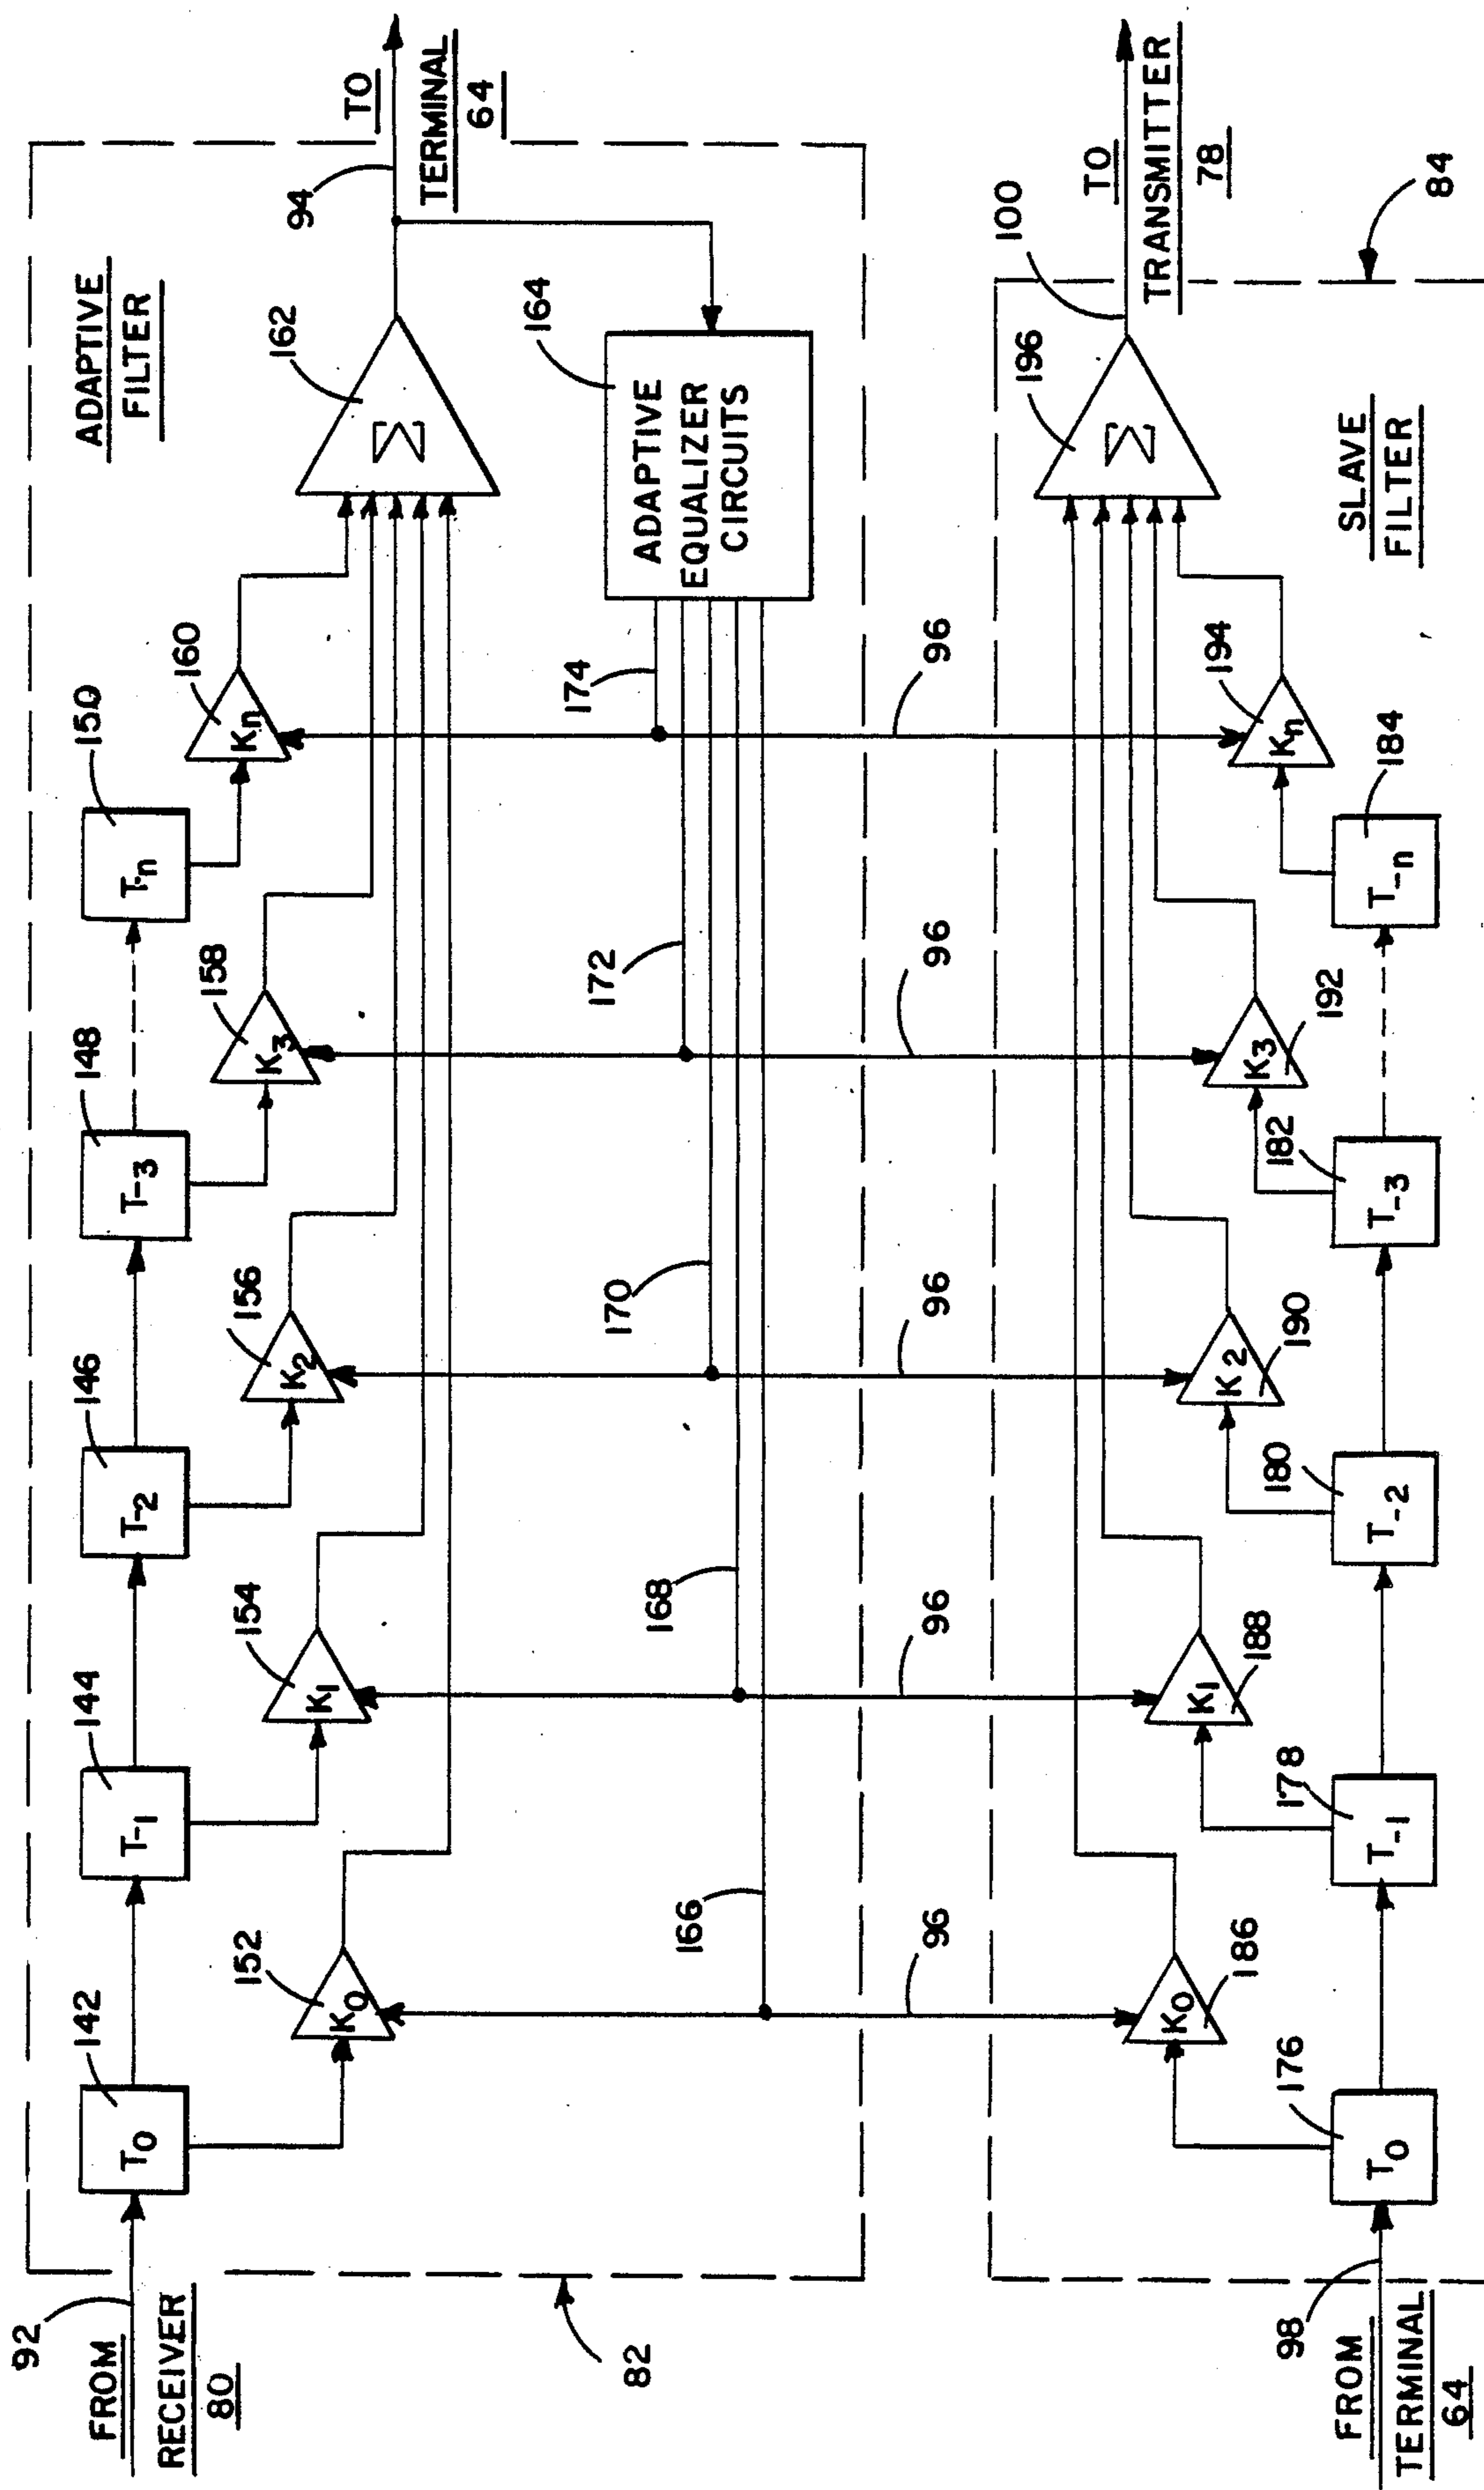 92
FROM
RECEIVER
80
142
T0
144
T-1
146
T-2
148
T-3
150
T-n
ADAPTIVE
FILTER
152
K0
154
K1
156
K2
158
K3
160
Kn
162
Σ
94
TO
TERMINAL
64
164
ADAPTIVE
EQUALIZER
CIRCUITS
166
168
170
172
174
82
96
96
96
96
96
186
K0
188
K1
190
K2
192
K3
194
Kn
196
Σ
100
TO
TRANSMITTER
78
84
SLAVE
FILTER
98
FROM
TERMINAL
64
176
T0
178
T-1
180
T-2
182
T-3
184
T-n